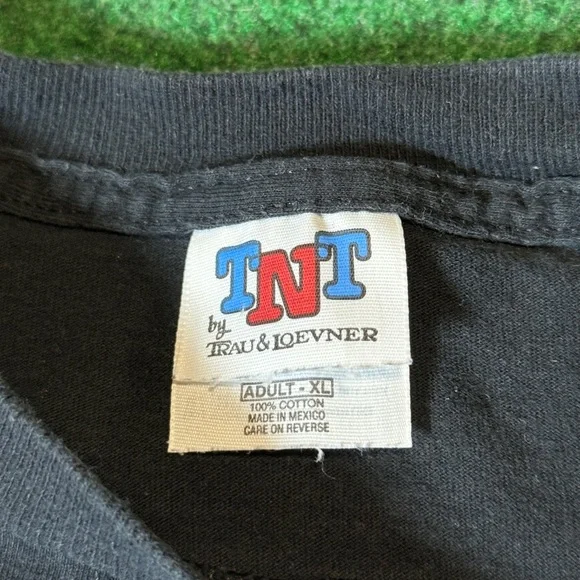 TNT
by
TRAU & LOEVNER
ADULT - XL
100% COTTON
MADE IN MEXICO
CARE ON REVERSE